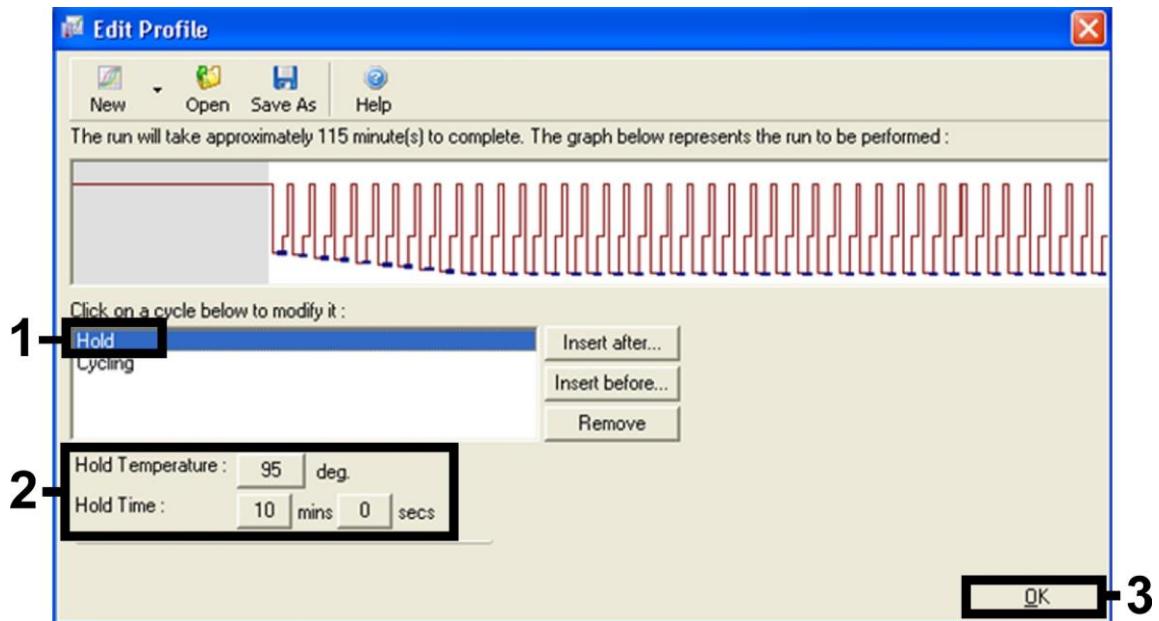 Edit Profile
New Open Save As Help
The run will take approximately 115 minute(s) to complete. The graph below represents the run to be performed :
Click on a cycle below to modify it :
1
Hold
Insert after...
Cycling
Insert before...
Remove
2
Hold Temperature : 95 deg.
Hold Time : 10 mins 0 secs
OK
3